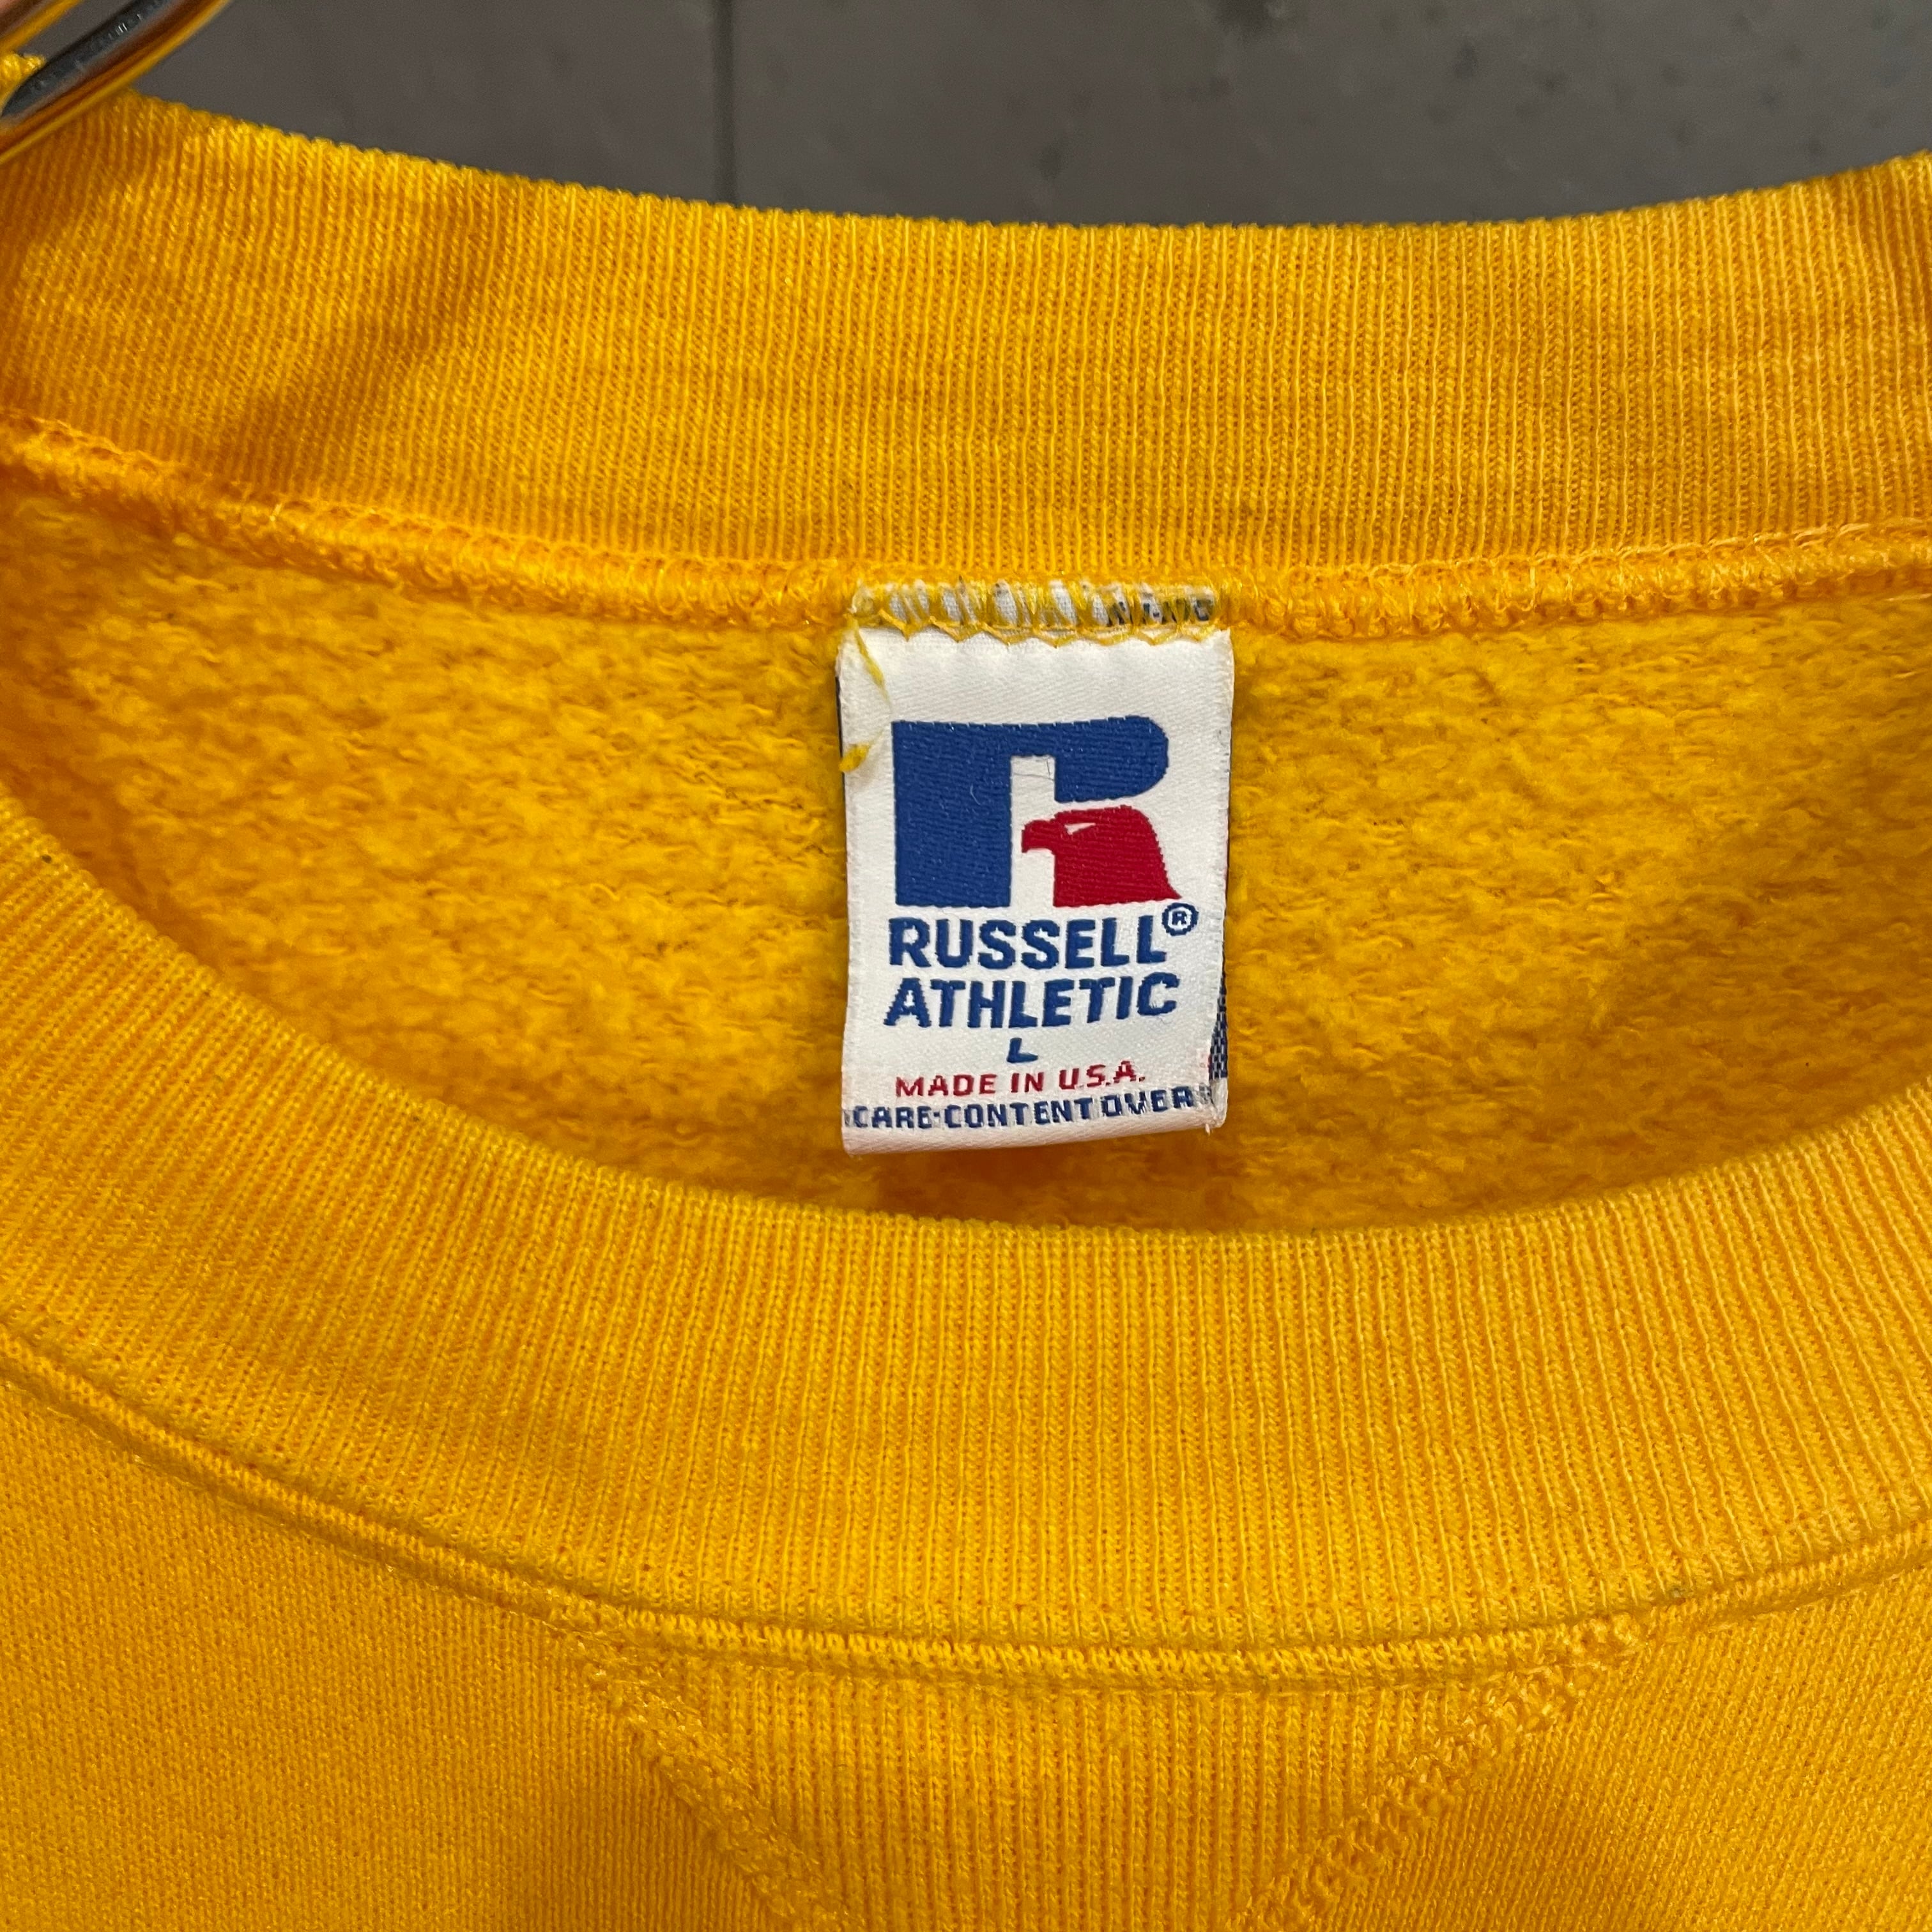 R
RUSSELL®
ATHLETIC
L
MADE IN U.S.A.
CARE·CONTENT OVER